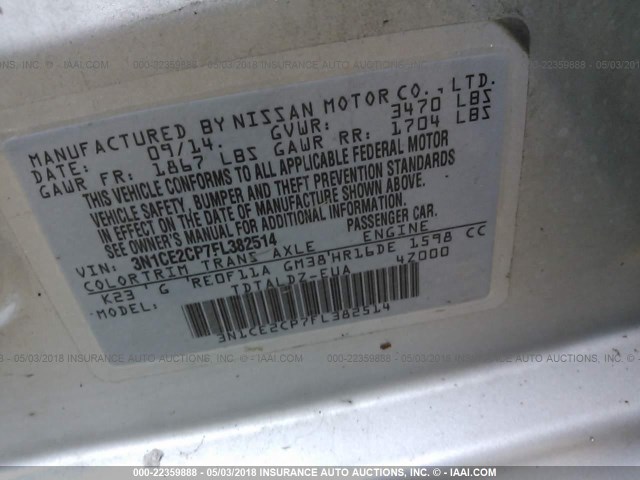 MANUFACTURED BY NISSAN MOTOR CO., LTD.
DATE: 09/14. GVWR: 3470 LBS
GAWR FR: 1867 LBS GAWR RR: 1704 LBS
THIS VEHICLE CONFORMS TO ALL APPLICABLE FEDERAL MOTOR
VEHICLE SAFETY, BUMPER AND THEFT PREVENTION STANDARDS
IN EFFECT ON THE DATE OF MANUFACTURE SHOWN ABOVE.
SEE OWNER'S MANUAL FOR ADDITIONAL INFORMATION.
VIN: 3N1CE2CP7FL382514 PASSENGER CAR.
COLOR TRIM TRANS AXLE ENGINE
K23 G RE0F11A GM38 HR16DE 1598 CC
MODEL: TDTALDZ-EUA 4Z000
3N1CE2CP7FL382514
000-22359888 - 05/03/2018 INSURANCE AUTO AUCTIONS, INC. - © IAAI.COM